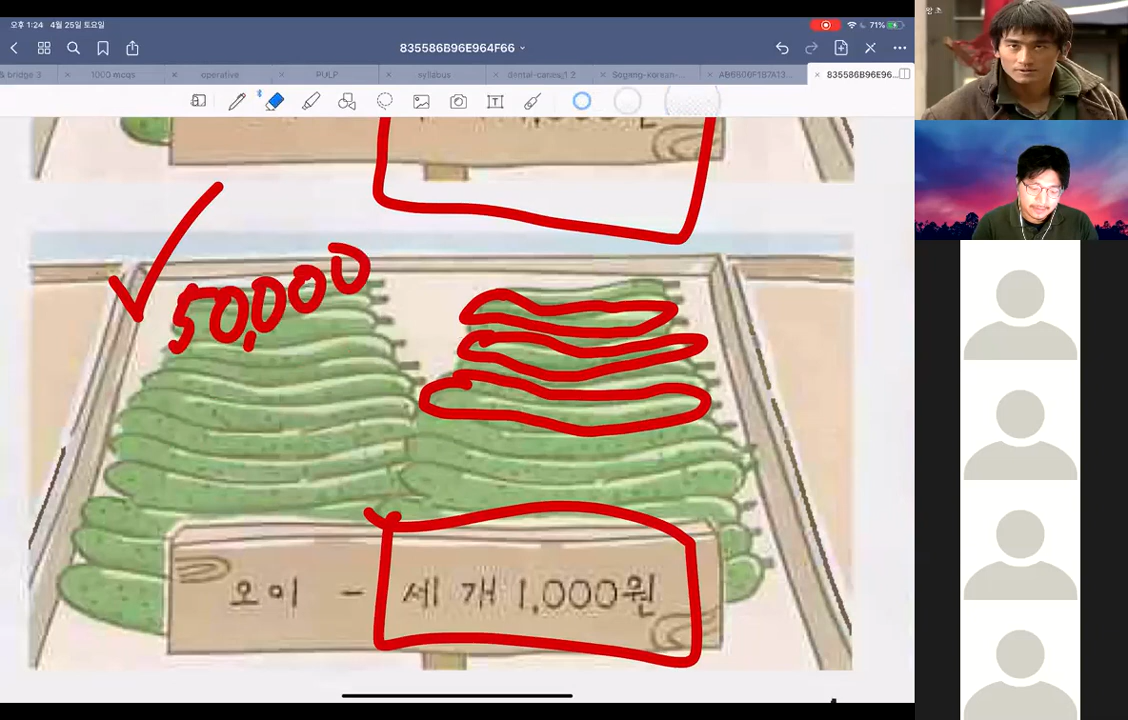 오후 1:24 4월 25일 토요일
71%
835586B96E964F66
& bridge 3
1000 mcqs
operative
PULP
syllabus
dental-caries,1 2
Sogang-korean-...
AB6600F1B7A13...
835586B96E96...
50,000
오이 - 세 개 1,000원